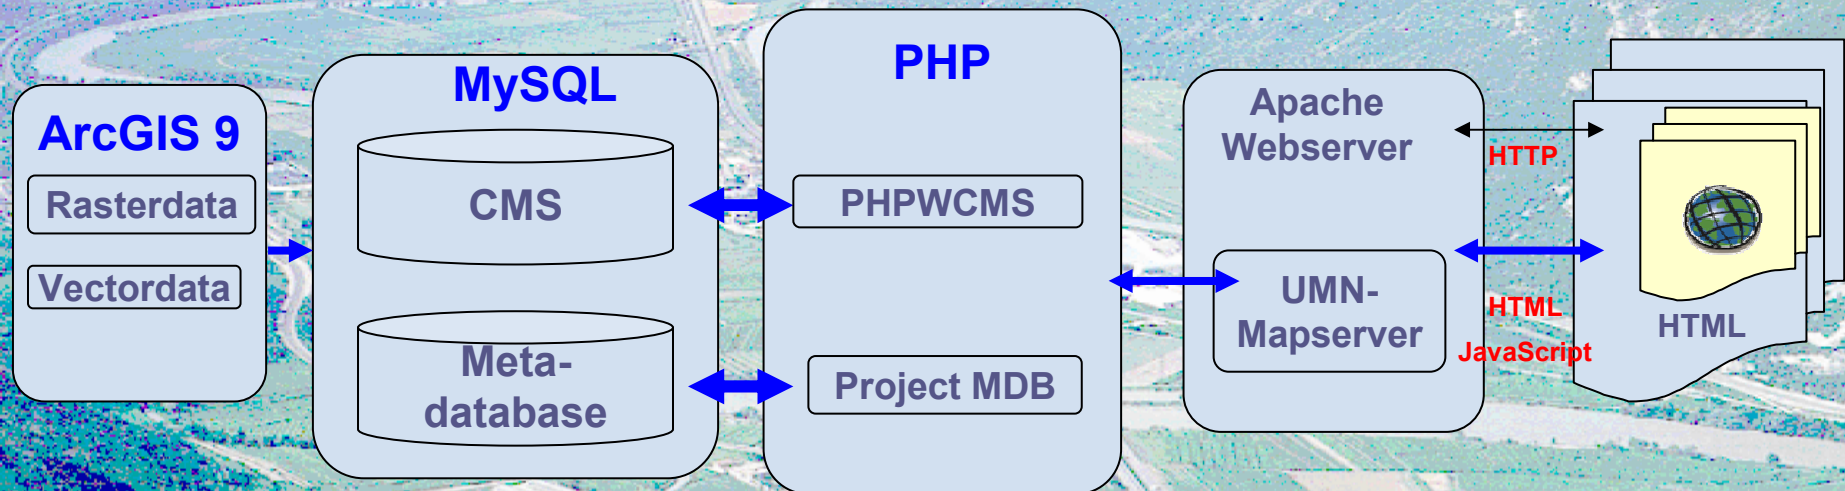 ArcGIS 9
Rasterdata
Vectordata
MySQL
CMS
Meta-
database
PHP
PHPWCMS
Project MDB
Apache
Webserver
UMN-
Mapserver
HTTP
HTML
JavaScript
HTML